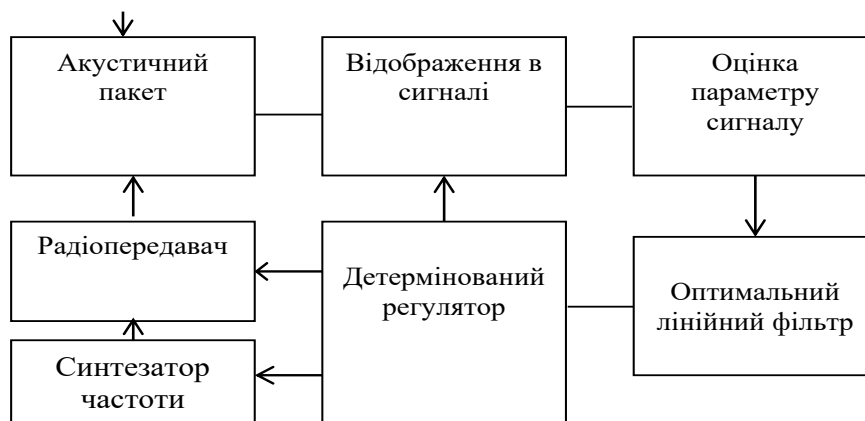 Акустичний
пакет
Відображення в
сигналі
Оцінка
параметру
сигналу
Радіопередавач
Детермінований
регулятор
Оптимальний
лінійний фільтр
Синтезатор
частоти